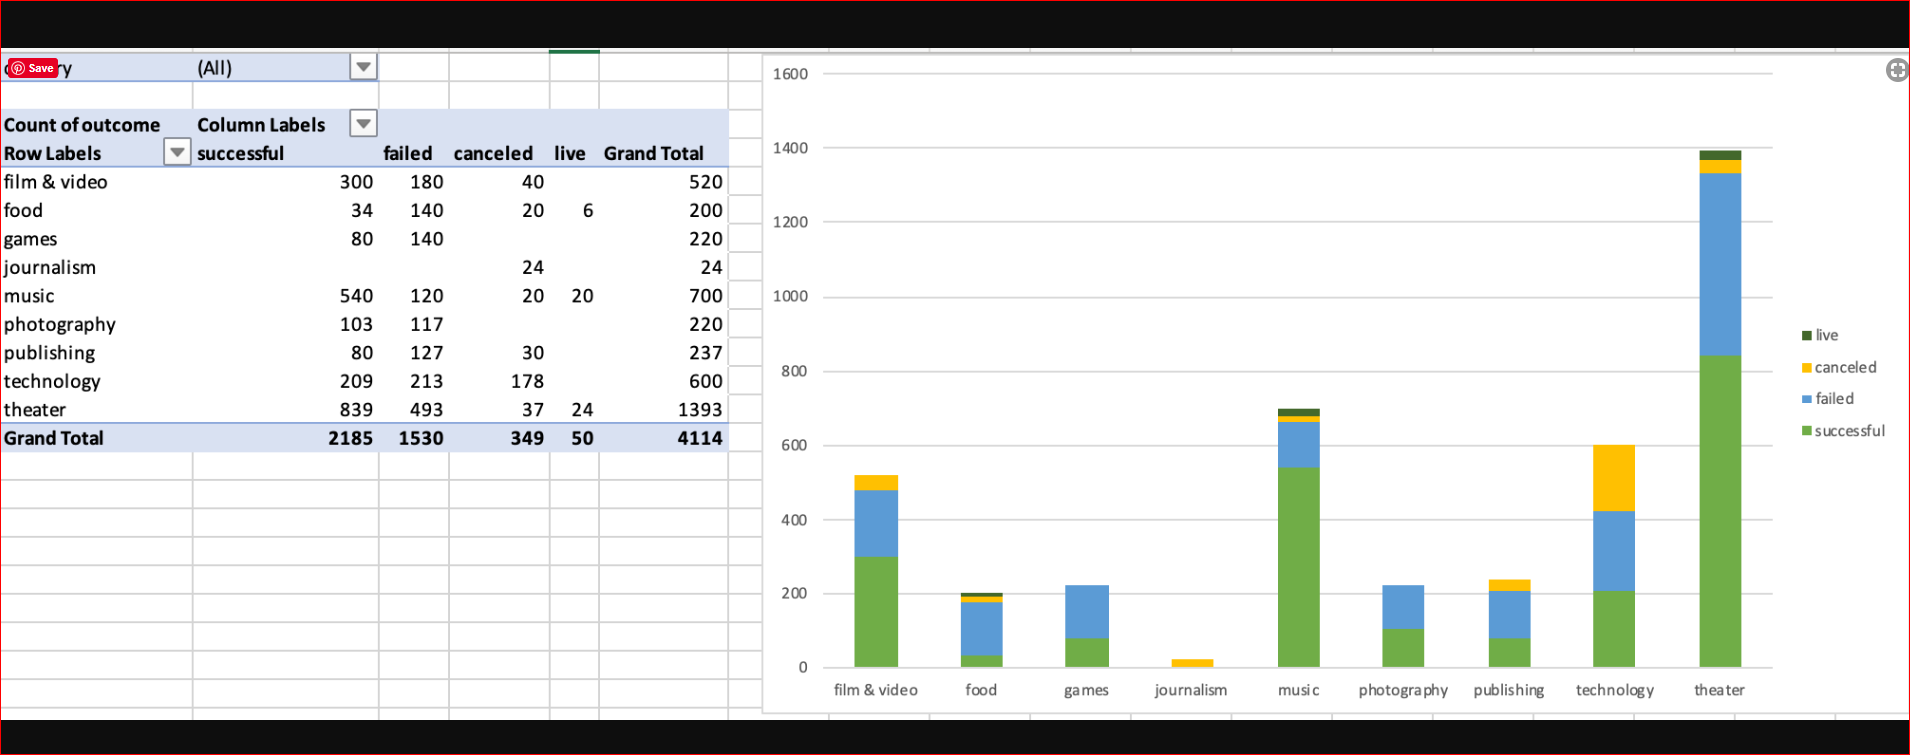 Save
ry (All)
Count of outcome Column Labels
Row Labels successful failed canceled live Grand Total
film & video 300 180 40 520
food 34 140 20 6 200
games 80 140 220
journalism 24 24
music 540 120 20 20 700
photography 103 117 220
publishing 80 127 30 237
technology 209 213 178 600
theater 839 493 37 24 1393
Grand Total 2185 1530 349 50 4114
1600
1400
1200
1000
800
600
400
200
0
film & video food games journalism music photography publishing technology theater
live
canceled
failed
successful